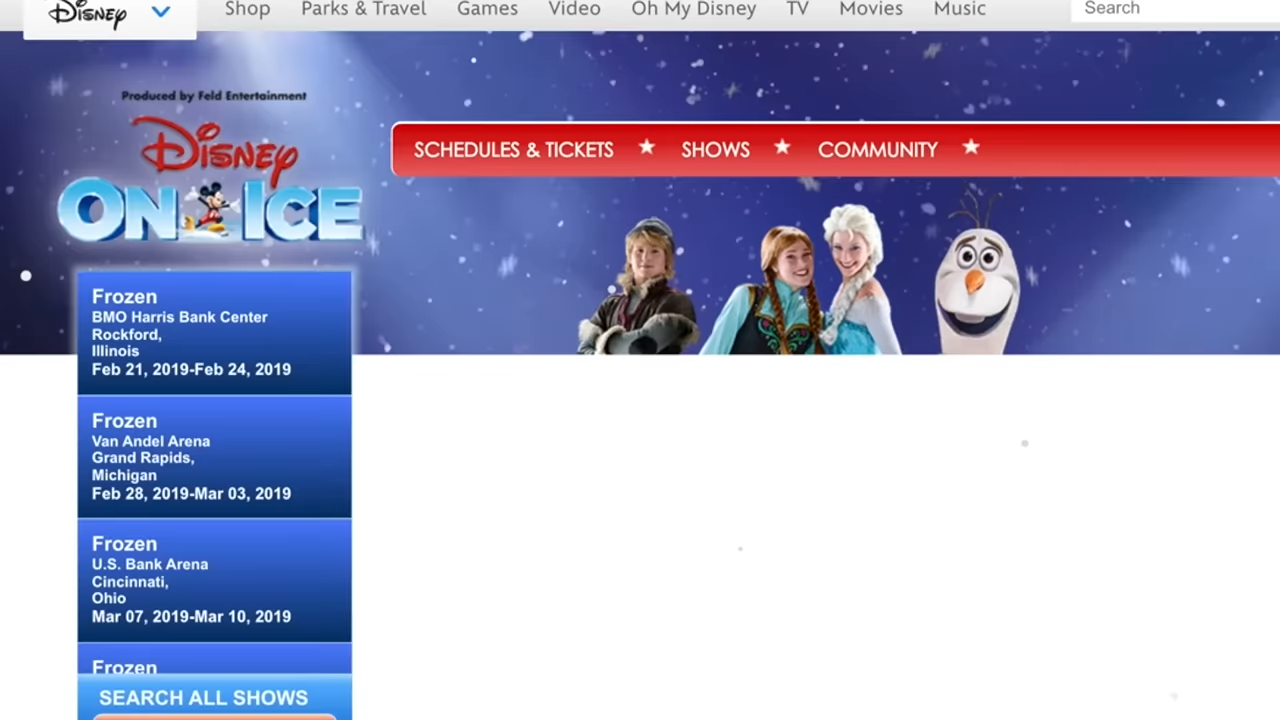 Disney
Shop
Parks & Travel
Games
Video
Oh My Disney
TV
Movies
Music
Search
Produced by Feld Entertainment
Disney
ON ICE
SCHEDULES & TICKETS
SHOWS
COMMUNITY
Frozen
BMO Harris Bank Center
Rockford,
Illinois
Feb 21, 2019-Feb 24, 2019
Frozen
Van Andel Arena
Grand Rapids,
Michigan
Feb 28, 2019-Mar 03, 2019
Frozen
U.S. Bank Arena
Cincinnati,
Ohio
Mar 07, 2019-Mar 10, 2019
Frozen
SEARCH ALL SHOWS